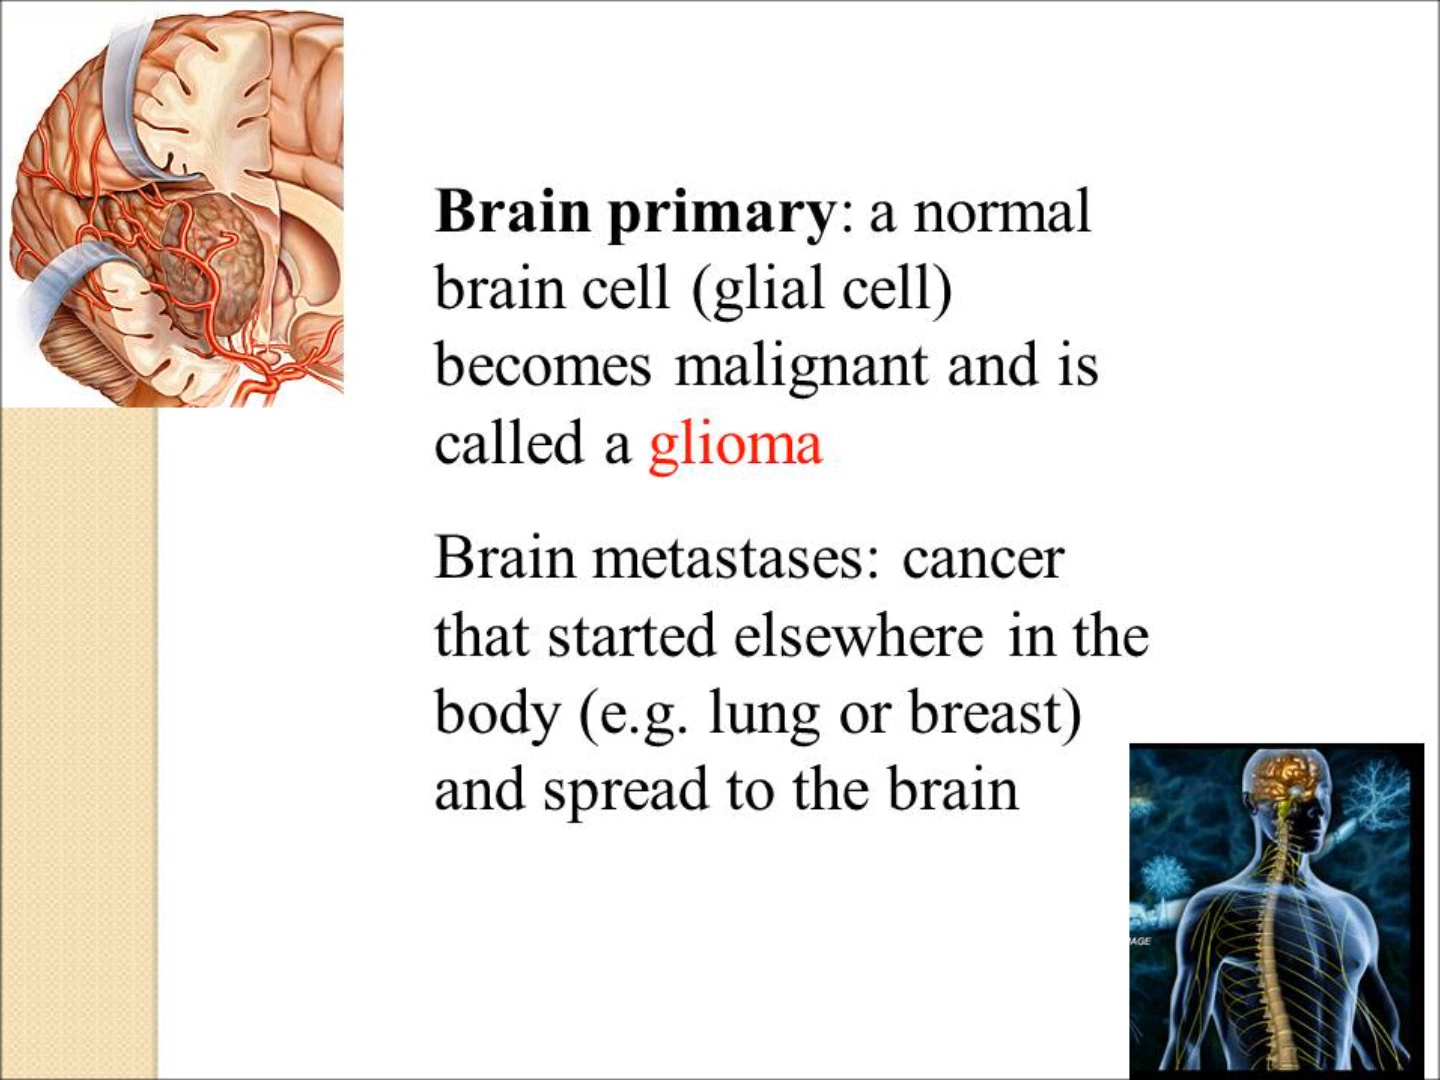 Brain primary: a normal
brain cell (glial cell)
becomes malignant and is
called a glioma
Brain metastases: cancer
that started elsewhere in the
body (e.g. lung or breast)
and spread to the brain